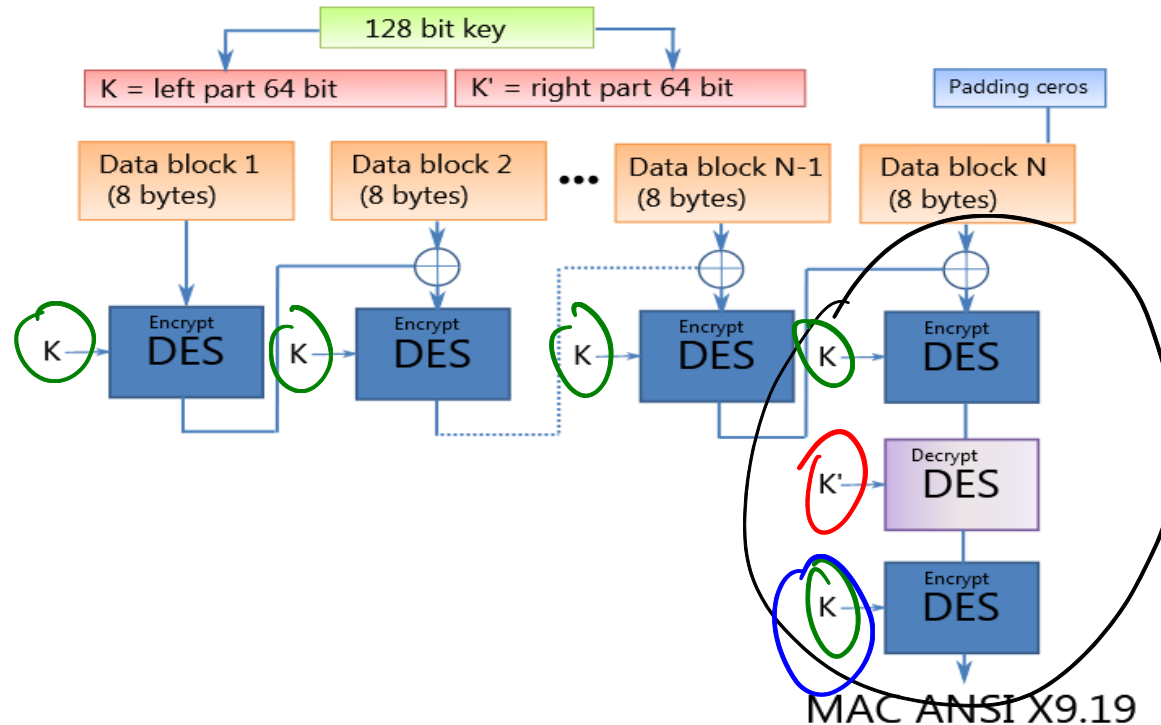 128 bit key
K = left part 64 bit
K' = right part 64 bit
Padding ceros
Data block 1
(8 bytes)
Data block 2
(8 bytes)
•••
Data block N-1
(8 bytes)
Data block N
(8 bytes)
K
Encrypt
DES
K
Encrypt
DES
K
Encrypt
DES
K
Encrypt
DES
K'
Decrypt
DES
K
Encrypt
DES
MAC ANSI X9.19